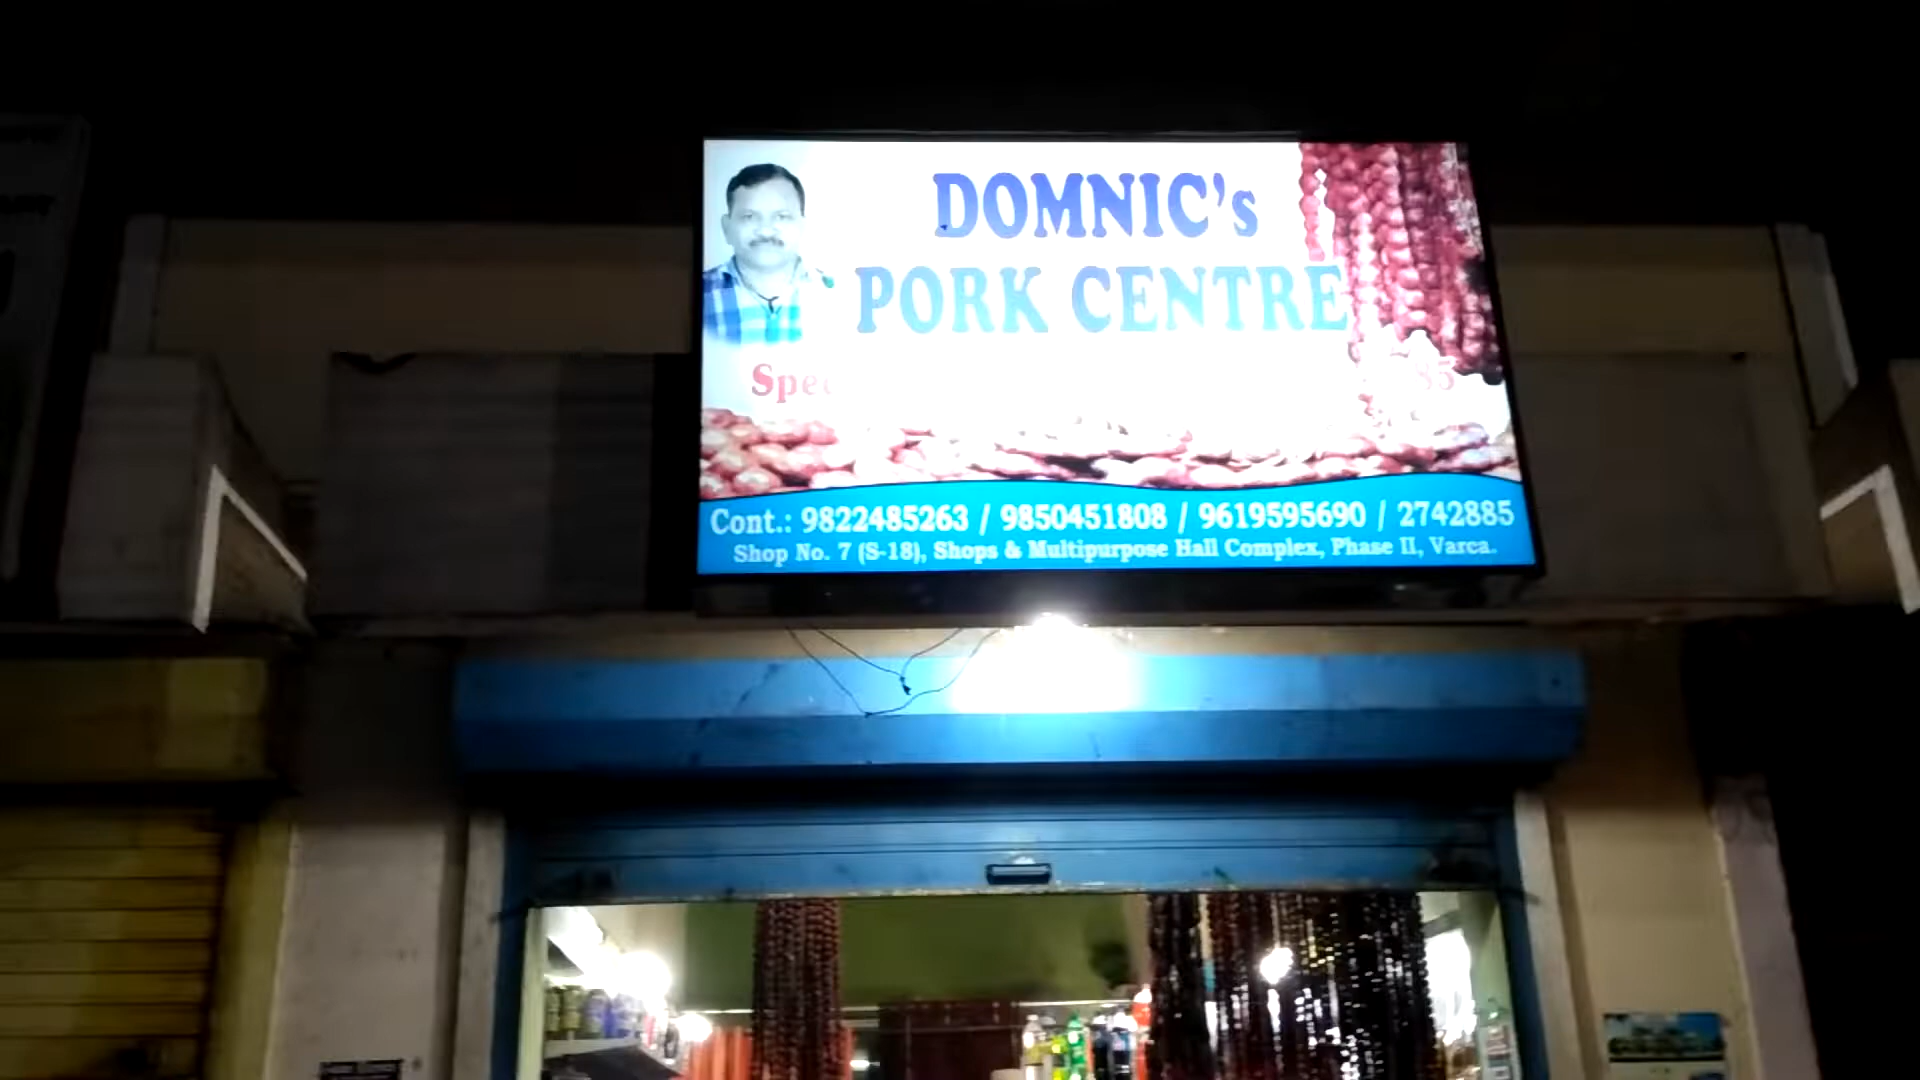 DOMNIC's
PORK CENTRE
85
Cont.: 9822485263 / 9850451808 / 9619595690 / 2742885
Shop No. 7 (S-18), Shops & Multipurpose Hall Complex, Phase II, Varca.